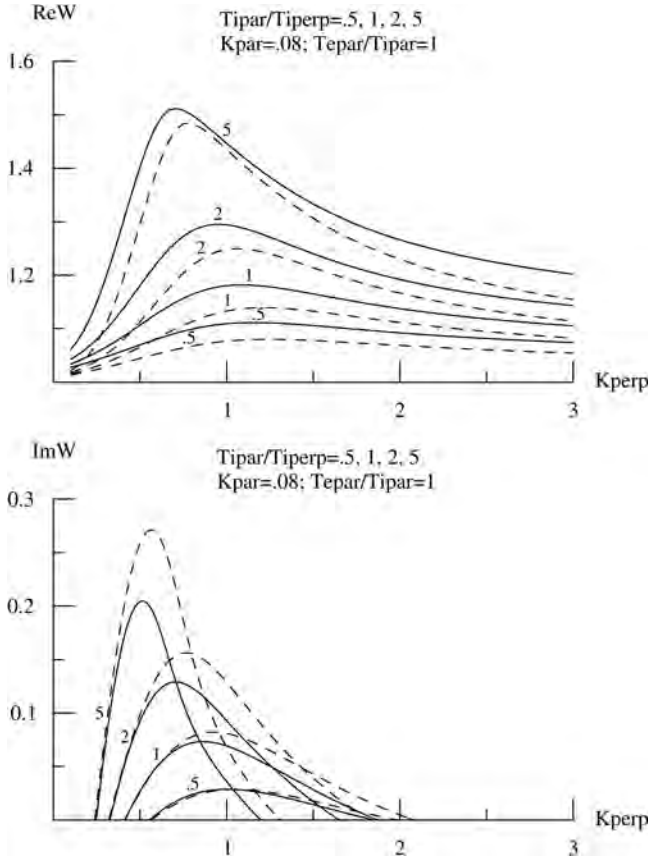 ReW
Tipar/Tiperp=.5, 1, 2, 5
Kpar=.08; Tepar/Tipar=1
1.6
1.4
1.2
5
2
2
1
1
.5
.5
1
2
3
Kperp
ImW
Tipar/Tiperp=.5, 1, 2, 5
Kpar=.08; Tepar/Tipar=1
0.3
0.2
0.1
5
2
1
.5
1
2
3
Kperp